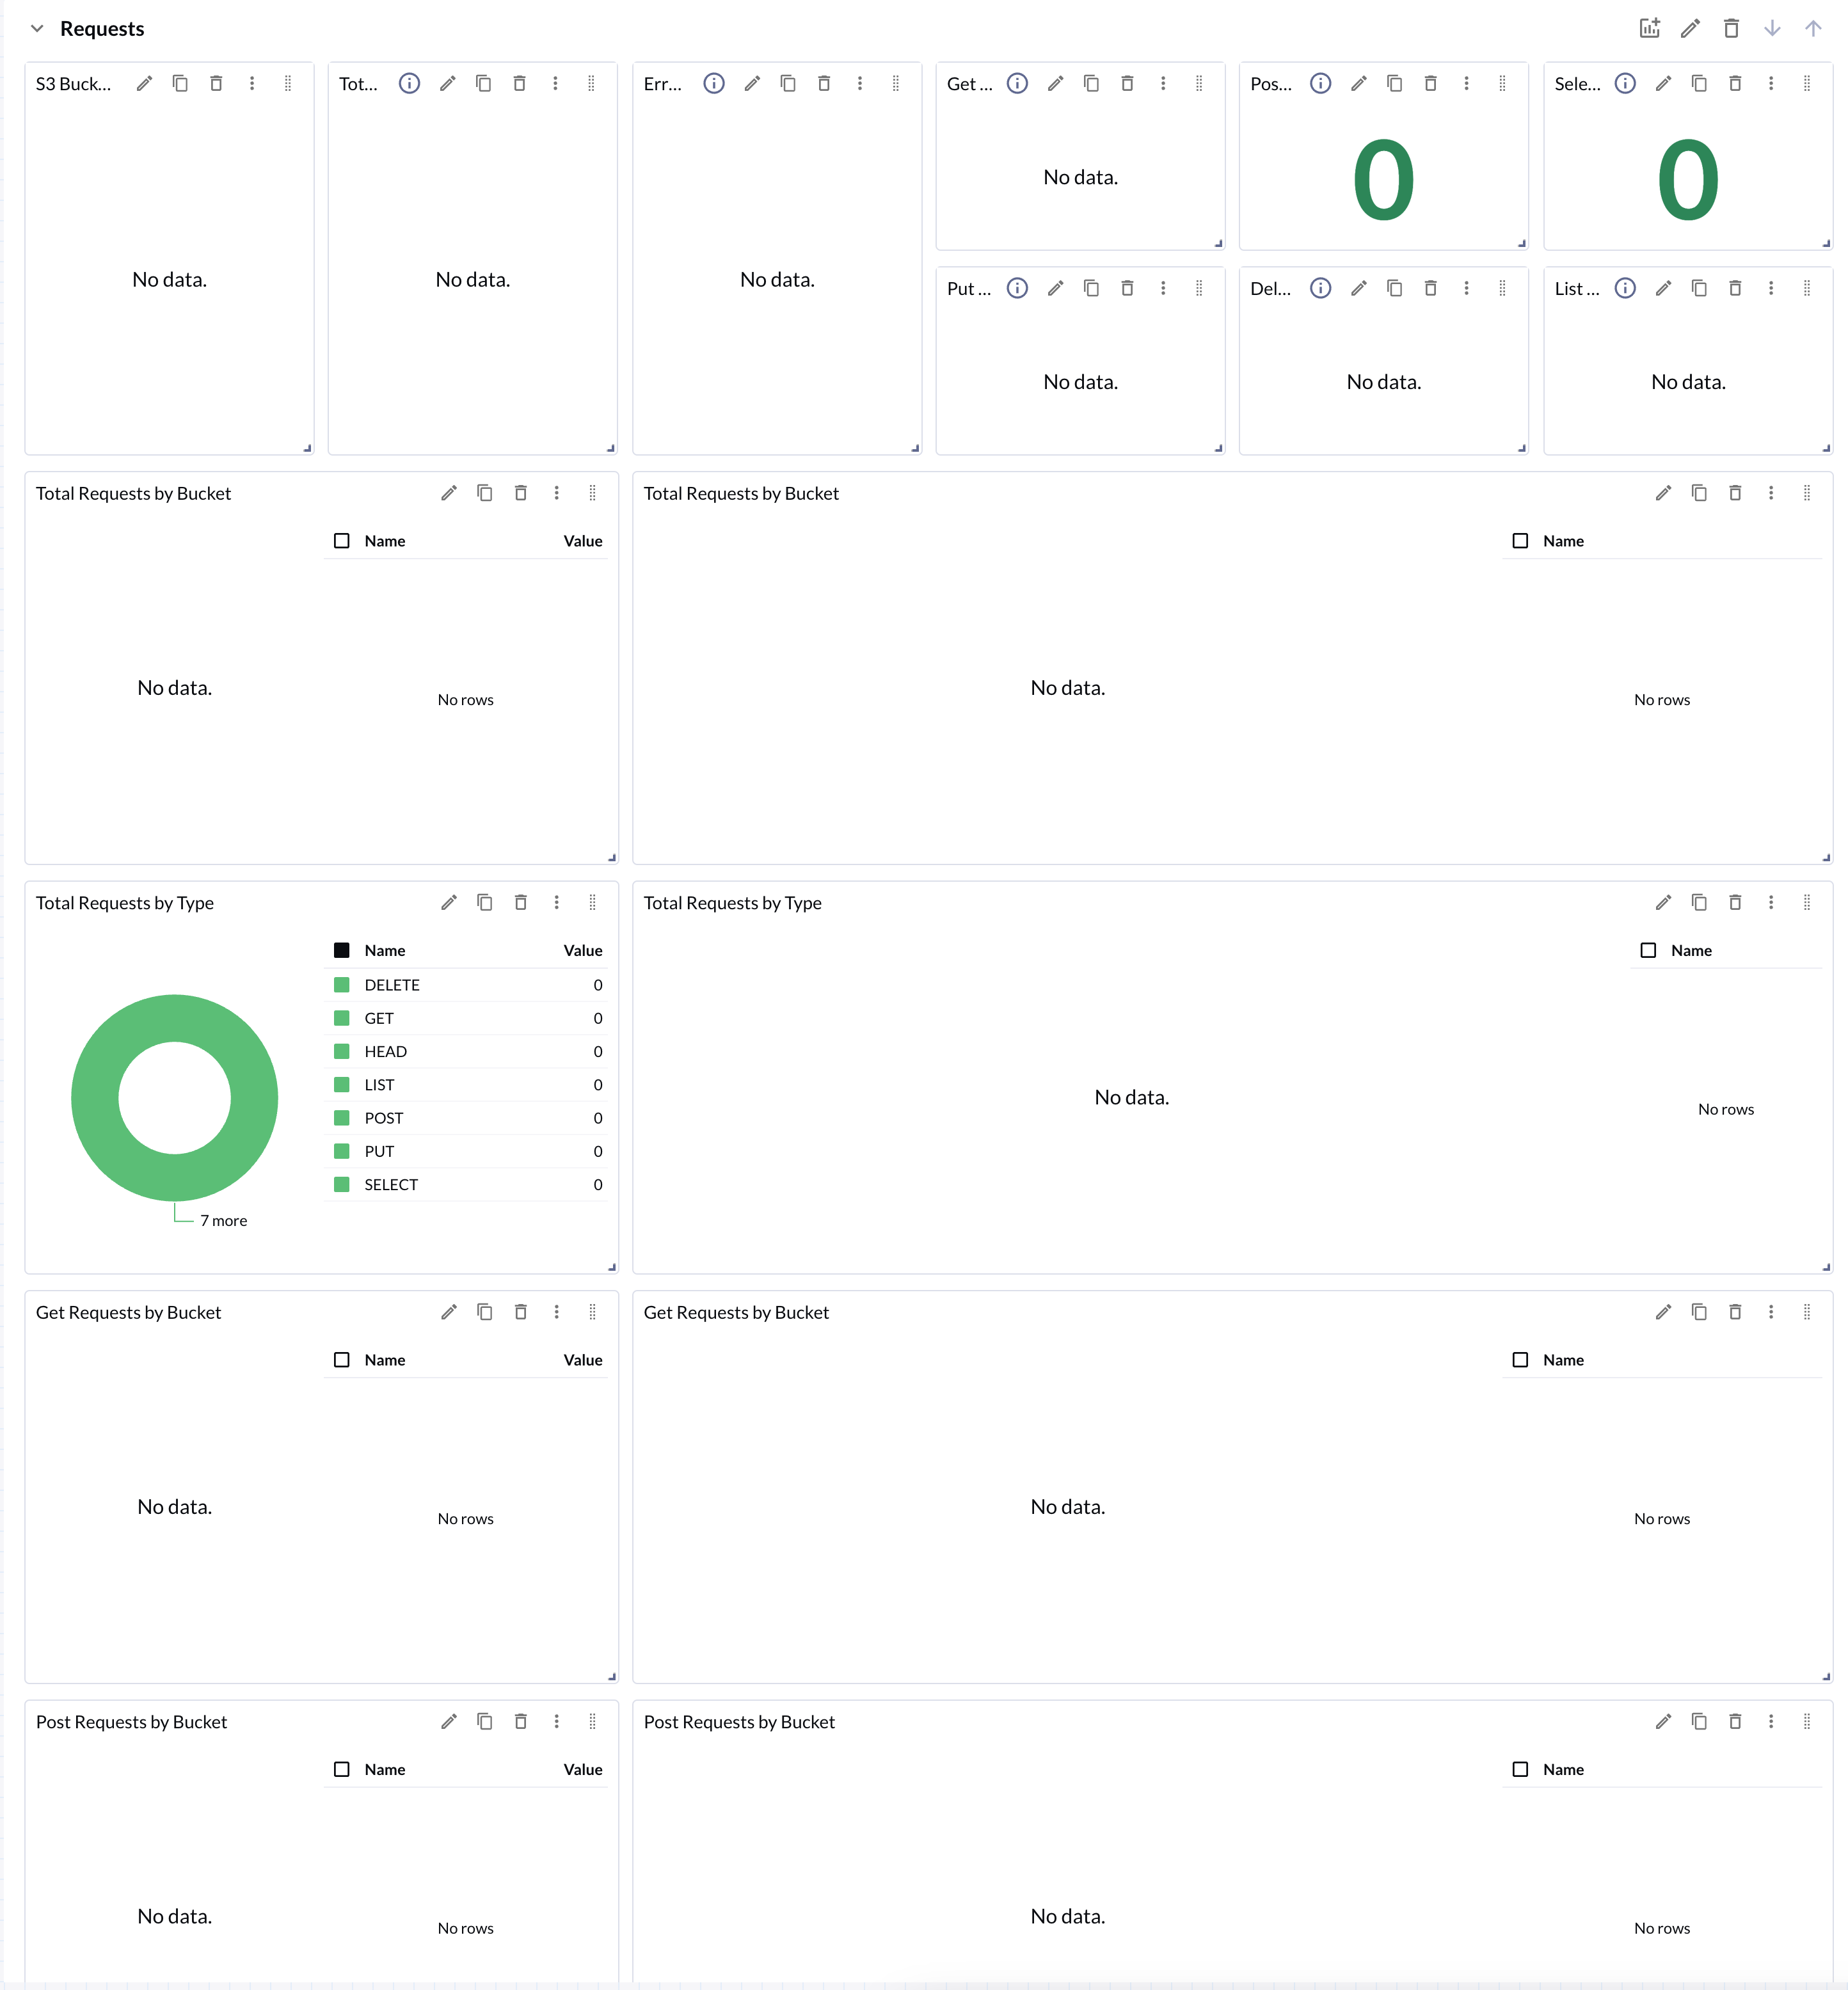 Requests
S3 Buck...
Tot...
Err...
Get ...
Pos...
Sele...
No data.
No data.
No data.
No data.
0
0
Put ...
Del...
List ...
No data.
No data.
No data.
Total Requests by Bucket
Name Value
No data.
No rows
Total Requests by Bucket
Name
No data.
No rows
Total Requests by Type
Name Value
DELETE 0
GET 0
HEAD 0
LIST 0
POST 0
PUT 0
SELECT 0
7 more
Total Requests by Type
Name
No data.
No rows
Get Requests by Bucket
Name Value
No data.
No rows
Get Requests by Bucket
Name
No data.
No rows
Post Requests by Bucket
Name Value
No data.
No rows
Post Requests by Bucket
Name
No data.
No rows